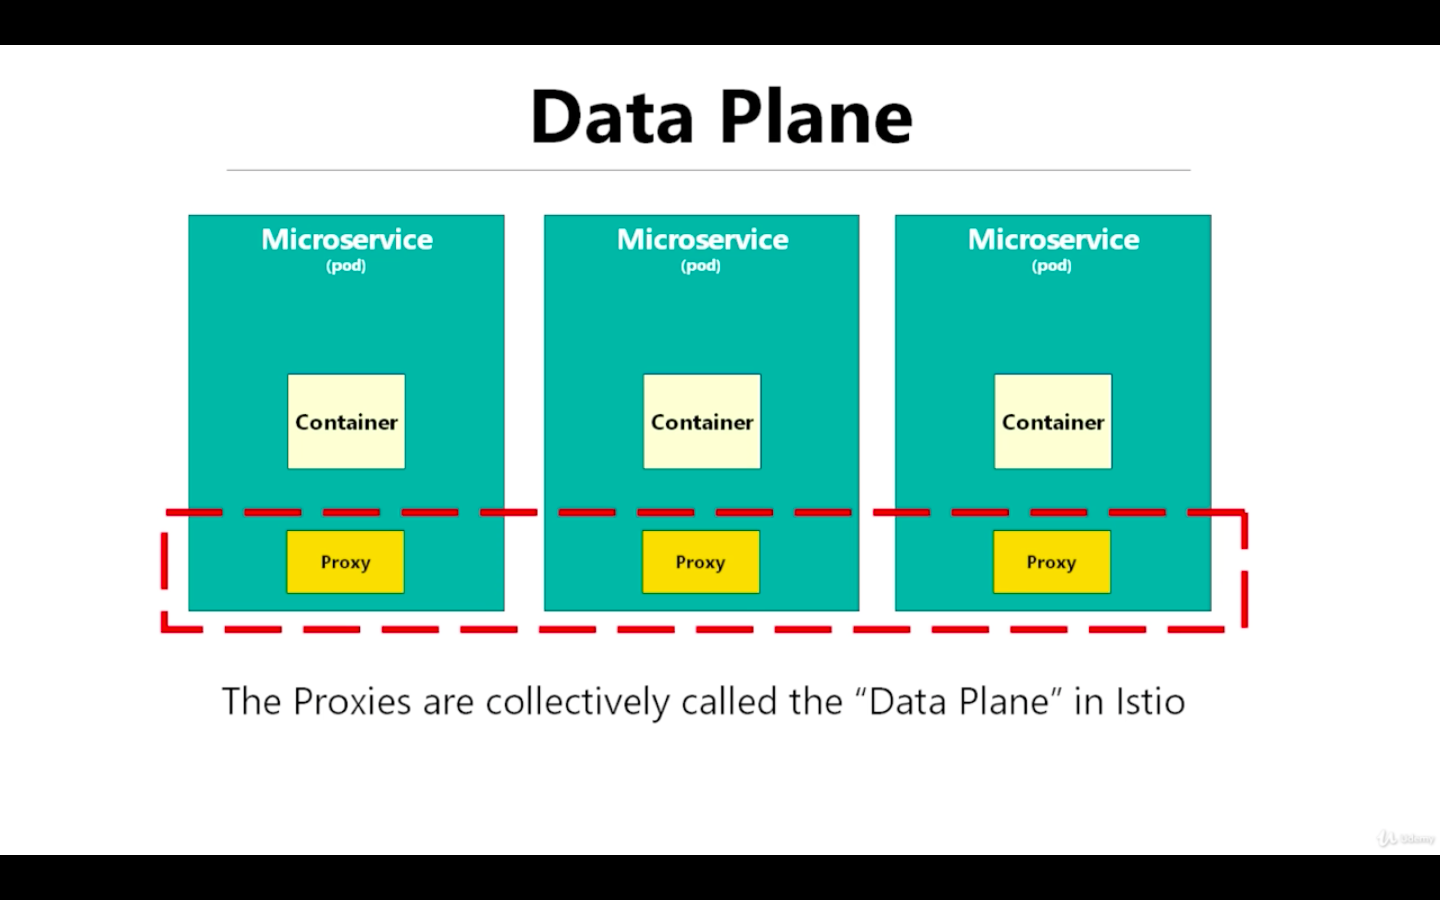 Data Plane
Microservice
(pod)
Container
Proxy
Microservice
(pod)
Container
Proxy
Microservice
(pod)
Container
Proxy
The Proxies are collectively called the “Data Plane” in Istio
Udemy